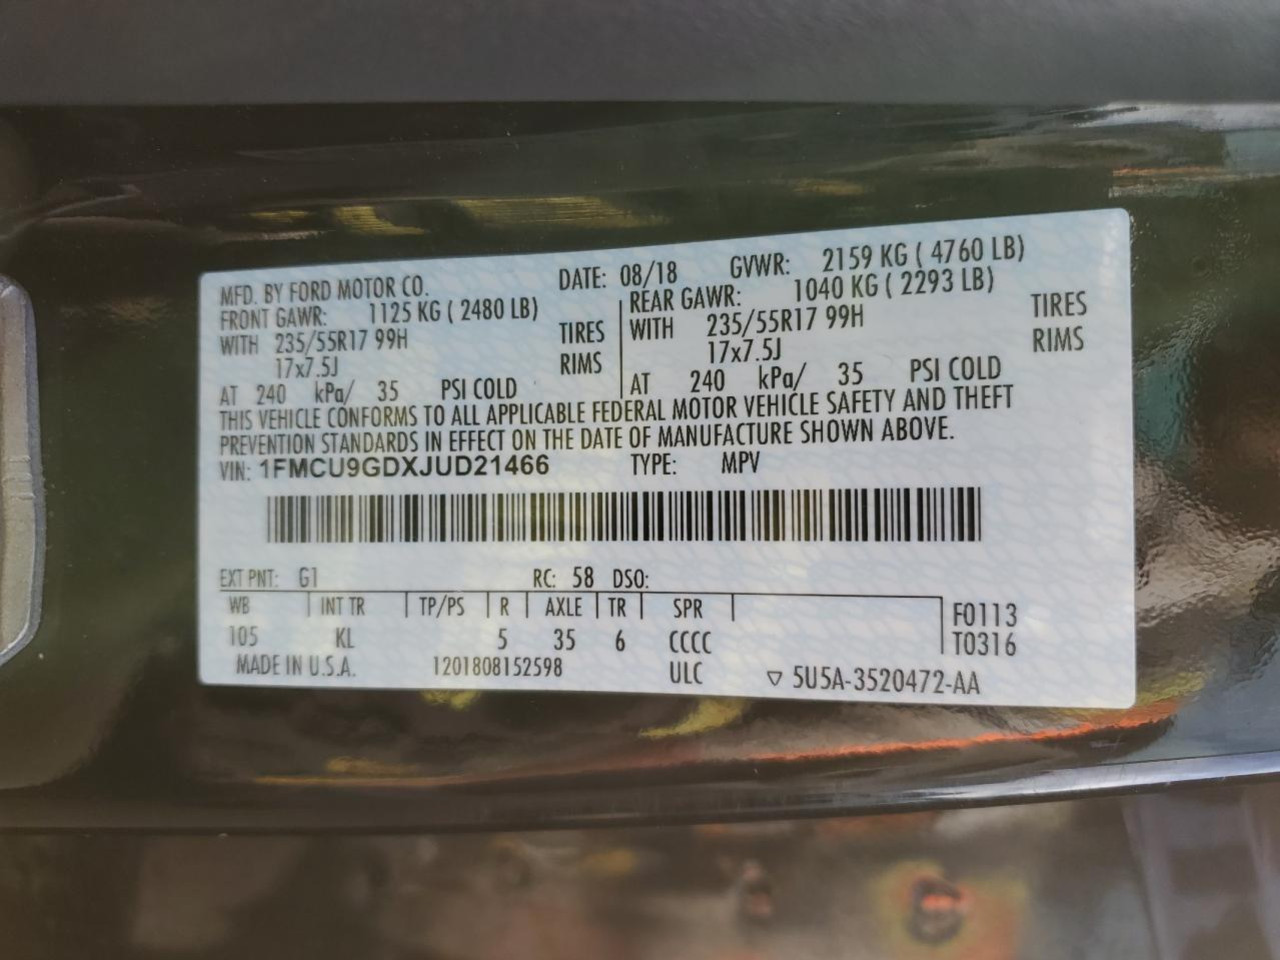 MFD. BY FORD MOTOR CO. DATE: 08/18 GVWR: 2159 KG ( 4760 LB)
FRONT GAWR: 1125 KG ( 2480 LB) REAR GAWR: 1040 KG ( 2293 LB)
WITH 235/55R17 99H TIRES WITH 235/55R17 99H TIRES
17x7.5J RIMS 17x7.5J RIMS
AT 240 kPa/ 35 PSI COLD AT 240 kPa/ 35 PSI COLD
THIS VEHICLE CONFORMS TO ALL APPLICABLE FEDERAL MOTOR VEHICLE SAFETY AND THEFT
PREVENTION STANDARDS IN EFFECT ON THE DATE OF MANUFACTURE SHOWN ABOVE.
VIN: 1FMCU9GDXJUD21466 TYPE: MPV
EXT PNT: G1 RC: 58 DSO:
WB INT TR TP/PS R AXLE TR SPR F0113
105 KL 5 35 6 CCCC T0316
MADE IN U.S.A. 1201808152598 ULC ▽ 5U5A-3520472-AA